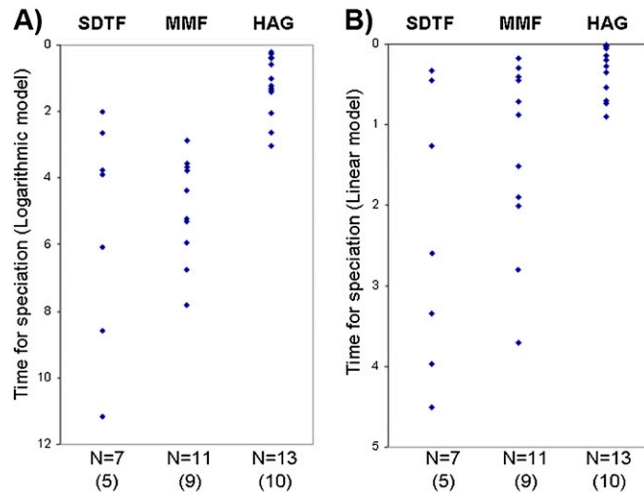 A) SDTF MMF HAG
Time for speciation (Logarithmic model)
0
2
4
6
8
10
12
N=7 N=11 N=13
(5) (9) (10)
B) SDTF MMF HAG
Time for speciation (Linear model)
0
1
2
3
4
5
N=7 N=11 N=13
(5) (9) (10)